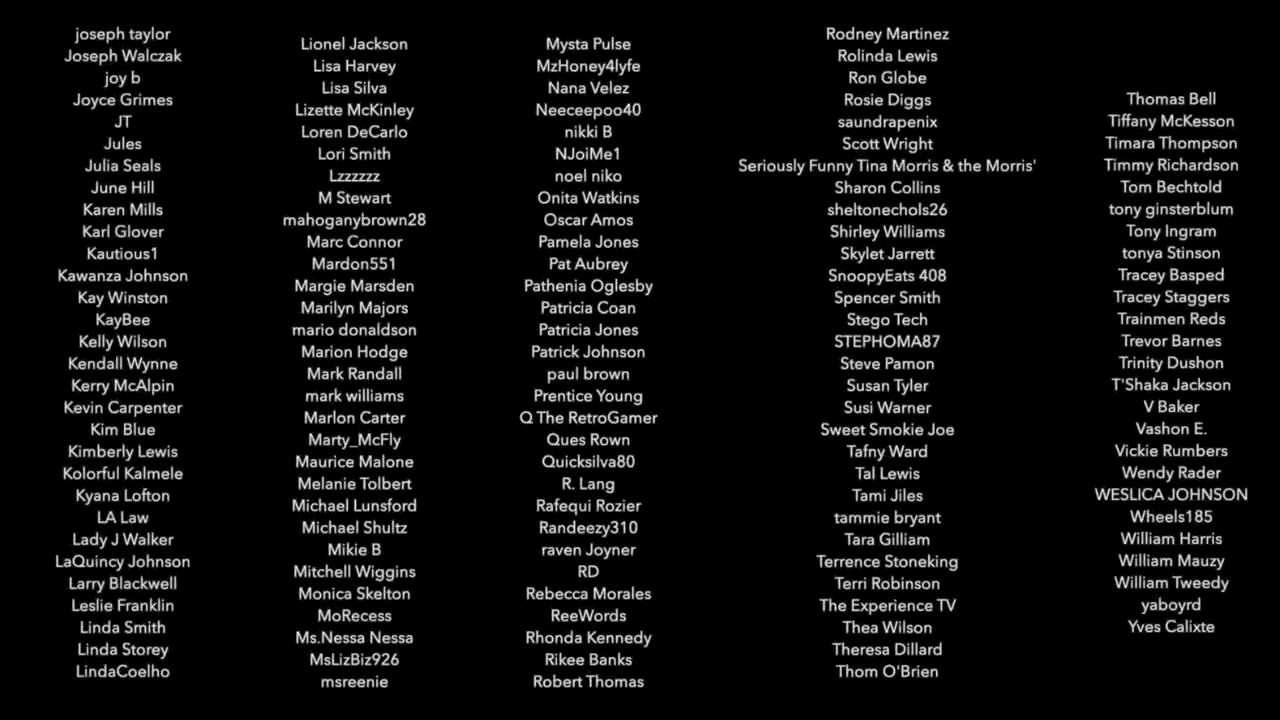 joseph taylor
Joseph Walczak
joy b
Joyce Grimes
JT
Jules
Julia Seals
June Hill
Karen Mills
Karl Glover
Kautious1
Kawanza Johnson
Kay Winston
KayBee
Kelly Wilson
Kendall Wynne
Kerry McAlpin
Kevin Carpenter
Kim Blue
Kimberly Lewis
Kolorful Kalmele
Kyana Lofton
LA Law
Lady J Walker
LaQuincy Johnson
Larry Blackwell
Leslie Franklin
Linda Smith
Linda Storey
LindaCoelho
Lionel Jackson
Lisa Harvey
Lisa Silva
Lizette McKinley
Loren DeCarlo
Lori Smith
Lzzzzzz
M Stewart
mahoganybrown28
Marc Connor
Mardon551
Margie Marsden
Marilyn Majors
mario donaldson
Marion Hodge
Mark Randall
mark williams
Marlon Carter
Marty_McFly
Maurice Malone
Melanie Tolbert
Michael Lunsford
Michael Shultz
Mikie B
Mitchell Wiggins
Monica Skelton
MoRecess
Ms.Nessa Nessa
MsLizBiz926
msreenie
Mysta Pulse
MzHoney4lyfe
Nana Velez
Neeceepoo40
nikki B
NJoiMe1
noel niko
Onita Watkins
Oscar Amos
Pamela Jones
Pat Aubrey
Pathenia Oglesby
Patricia Coan
Patricia Jones
Patrick Johnson
paul brown
Prentice Young
Q The RetroGamer
Ques Rown
Quicksilva80
R. Lang
Rafequi Rozier
Randeezy310
raven Joyner
RD
Rebecca Morales
ReeWords
Rhonda Kennedy
Rikee Banks
Robert Thomas
Rodney Martinez
Rolinda Lewis
Ron Globe
Rosie Diggs
saundrapenix
Scott Wright
Seriously Funny Tina Morris & the Morris'
Sharon Collins
sheltonechols26
Shirley Williams
Skylet Jarrett
SnoopyEats 408
Spencer Smith
Stego Tech
STEPHOMA87
Steve Pamon
Susan Tyler
Susi Warner
Sweet Smokie Joe
Tafny Ward
Tal Lewis
Tami Jiles
tammie bryant
Tara Gilliam
Terrence Stoneking
Terri Robinson
The Experience TV
Thea Wilson
Theresa Dillard
Thom O'Brien
Thomas Bell
Tiffany McKesson
Timara Thompson
Timmy Richardson
Tom Bechtold
tony ginsterblum
Tony Ingram
tonya Stinson
Tracey Basped
Tracey Staggers
Trainmen Reds
Trevor Barnes
Trinity Dushon
T'Shaka Jackson
V Baker
Vashon E.
Vickie Rumbers
Wendy Rader
WESLICA JOHNSON
Wheels185
William Harris
William Mauzy
William Tweedy
yaboyrd
Yves Calixte